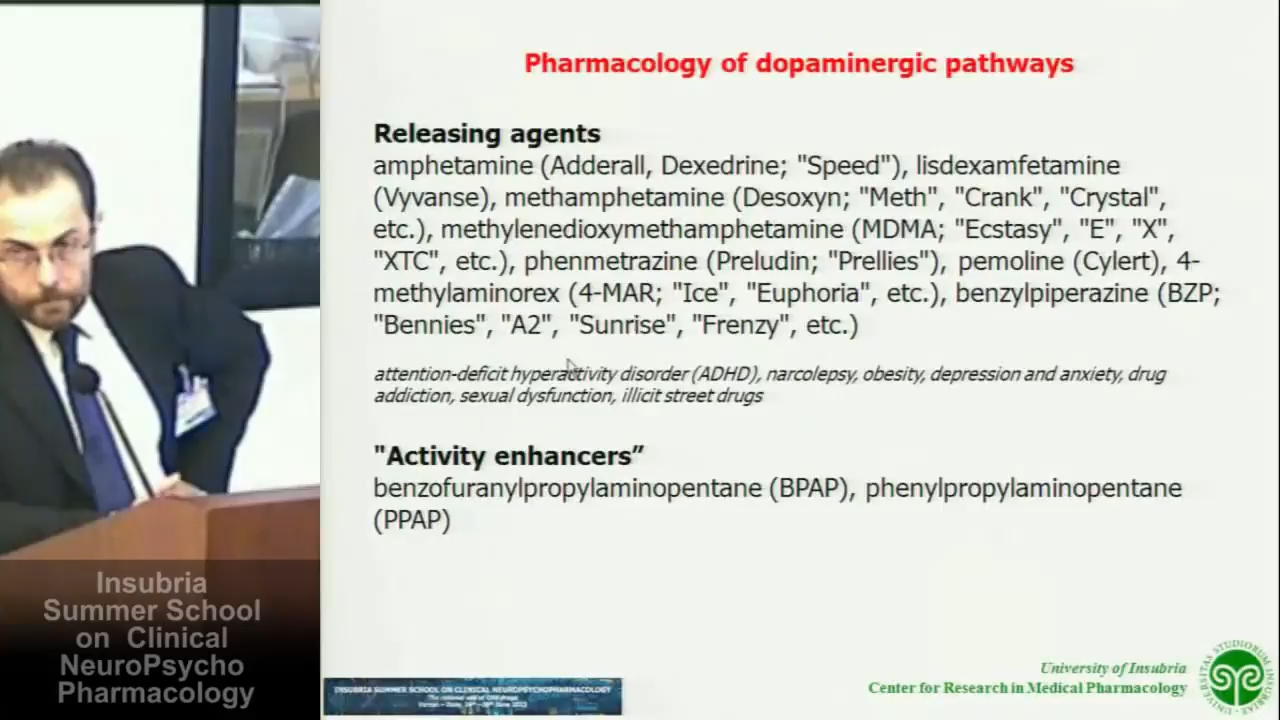 Pharmacology of dopaminergic pathways
Releasing agents
amphetamine (Adderall, Dexedrine; "Speed"), lisdexamfetamine
(Vyvanse), methamphetamine (Desoxyn; "Meth", "Crank", "Crystal",
etc.), methylenedioxymethamphetamine (MDMA; "Ecstasy", "E", "X",
"XTC", etc.), phenmetrazine (Preludin; "Prellies"), pemoline (Cylert), 4-
methylaminorex (4-MAR; "Ice", "Euphoria", etc.), benzylpiperazine (BZP;
"Bennies", "A2", "Sunrise", "Frenzy", etc.)
attention-deficit hyperactivity disorder (ADHD), narcolepsy, obesity, depression and anxiety, drug
addiction, sexual dysfunction, illicit street drugs
"Activity enhancers”
benzofuranylpropylaminopentane (BPAP), phenylpropylaminopentane
(PPAP)
Insubria
Summer School
on Clinical
NeuroPsycho
Pharmacology
INSUBRIA SUMMER SCHOOL ON CLINICAL NEUROPSYCHOPHARMACOLOGY
University of Insubria
Center for Research in Medical Pharmacology